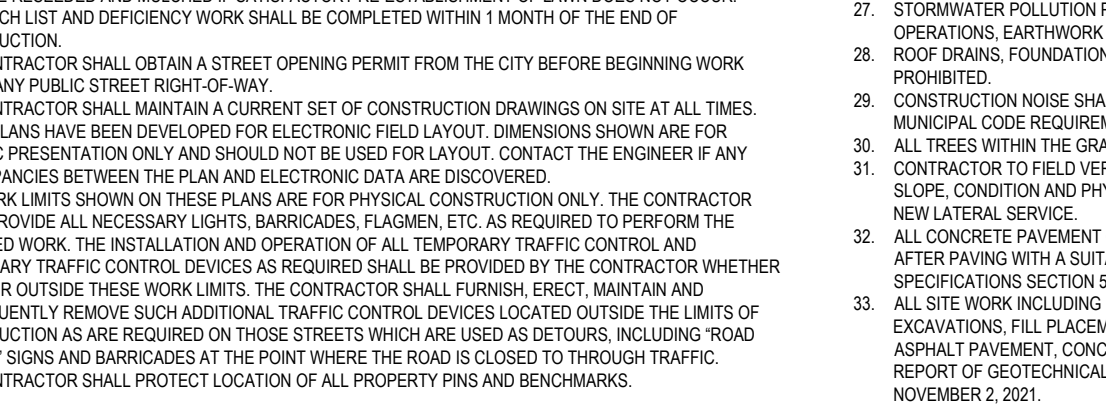 E RESEEDED AND MULCHED IF SATISFACTORY RE-ESTABLISHMENT OF LAWN DOES NOT OCCUR.
CH LIST AND DEFICIENCY WORK SHALL BE COMPLETED WITHIN 1 MONTH OF THE END OF
UCTION.
NTRACTOR SHALL OBTAIN A STREET OPENING PERMIT FROM THE CITY BEFORE BEGINNING WORK
ANY PUBLIC STREET RIGHT-OF-WAY.
NTRACTOR SHALL MAINTAIN A CURRENT SET OF CONSTRUCTION DRAWINGS ON SITE AT ALL TIMES.
LANS HAVE BEEN DEVELOPED FOR ELECTRONIC FIELD LAYOUT. DIMENSIONS SHOWN ARE FOR
C PRESENTATION ONLY AND SHOULD NOT BE USED FOR LAYOUT. CONTACT THE ENGINEER IF ANY
PANCIES BETWEEN THE PLAN AND ELECTRONIC DATA ARE DISCOVERED.
RK LIMITS SHOWN ON THESE PLANS ARE FOR PHYSICAL CONSTRUCTION ONLY. THE CONTRACTOR
ROVIDE ALL NECESSARY LIGHTS, BARRICADES, FLAGMEN, ETC. AS REQUIRED TO PERFORM THE
ED WORK. THE INSTALLATION AND OPERATION OF ALL TEMPORARY TRAFFIC CONTROL AND
ARY TRAFFIC CONTROL DEVICES AS REQUIRED SHALL BE PROVIDED BY THE CONTRACTOR WHETHER
R OUTSIDE THESE WORK LIMITS. THE CONTRACTOR SHALL FURNISH, ERECT, MAINTAIN AND
UENTLY REMOVE SUCH ADDITIONAL TRAFFIC CONTROL DEVICES LOCATED OUTSIDE THE LIMITS OF
UCTION AS ARE REQUIRED ON THOSE STREETS WHICH ARE USED AS DETOURS, INCLUDING “ROAD
” SIGNS AND BARRICADES AT THE POINT WHERE THE ROAD IS CLOSED TO THROUGH TRAFFIC.
NTRACTOR SHALL PROTECT LOCATION OF ALL PROPERTY PINS AND BENCHMARKS.
27. STORMWATER POLLUTION P
OPERATIONS, EARTHWORK
28. ROOF DRAINS, FOUNDATION
PROHIBITED.
29. CONSTRUCTION NOISE SHA
MUNICIPAL CODE REQUIREM
30. ALL TREES WITHIN THE GRA
31. CONTRACTOR TO FIELD VER
SLOPE, CONDITION AND PHY
NEW LATERAL SERVICE.
32. ALL CONCRETE PAVEMENT
AFTER PAVING WITH A SUITA
SPECIFICATIONS SECTION 5
33. ALL SITE WORK INCLUDING
EXCAVATIONS, FILL PLACEM
ASPHALT PAVEMENT, CONC
REPORT OF GEOTECHNICAL
NOVEMBER 2, 2021.